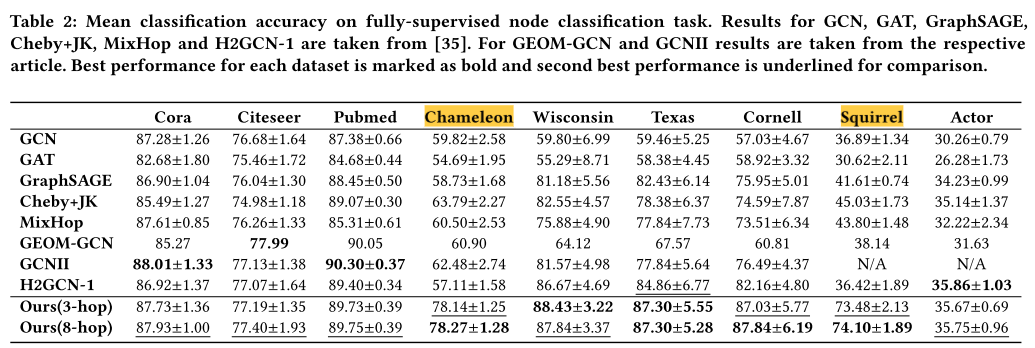 Table 2: Mean classification accuracy on fully-supervised node classification task. Results for GCN, GAT, GraphSAGE,
Cheby+JK, MixHop and H2GCN-1 are taken from [35]. For GEOM-GCN and GCNII results are taken from the respective
article. Best performance for each dataset is marked as bold and second best performance is underlined for comparison.
Cora Citeseer Pubmed Chameleon Wisconsin Texas Cornell Squirrel Actor
GCN 87.28±1.26 76.68±1.64 87.38±0.66 59.82±2.58 59.80±6.99 59.46±5.25 57.03±4.67 36.89±1.34 30.26±0.79
GAT 82.68±1.80 75.46±1.72 84.68±0.44 54.69±1.95 55.29±8.71 58.38±4.45 58.92±3.32 30.62±2.11 26.28±1.73
GraphSAGE 86.90±1.04 76.04±1.30 88.45±0.50 58.73±1.68 81.18±5.56 82.43±6.14 75.95±5.01 41.61±0.74 34.23±0.99
Cheby+JK 85.49±1.27 74.98±1.18 89.07±0.30 63.79±2.27 82.55±4.57 78.38±6.37 74.59±7.87 45.03±1.73 35.14±1.37
MixHop 87.61±0.85 76.26±1.33 85.31±0.61 60.50±2.53 75.88±4.90 77.84±7.73 73.51±6.34 43.80±1.48 32.22±2.34
GEOM-GCN 85.27 77.99 90.05 60.90 64.12 67.57 60.81 38.14 31.63
GCNII 88.01±1.33 77.13±1.38 90.30±0.37 62.48±2.74 81.57±4.98 77.84±5.64 76.49±4.37 N/A N/A
H2GCN-1 86.92±1.37 77.07±1.64 89.40±0.34 57.11±1.58 86.67±4.69 84.86±6.77 82.16±4.80 36.42±1.89 35.86±1.03
Ours(3-hop) 87.73±1.36 77.19±1.35 89.73±0.39 78.14±1.25 88.43±3.22 87.30±5.55 87.03±5.77 73.48±2.13 35.67±0.69
Ours(8-hop) 87.93±1.00 77.40±1.93 89.75±0.39 78.27±1.28 87.84±3.37 87.30±5.28 87.84±6.19 74.10±1.89 35.75±0.96